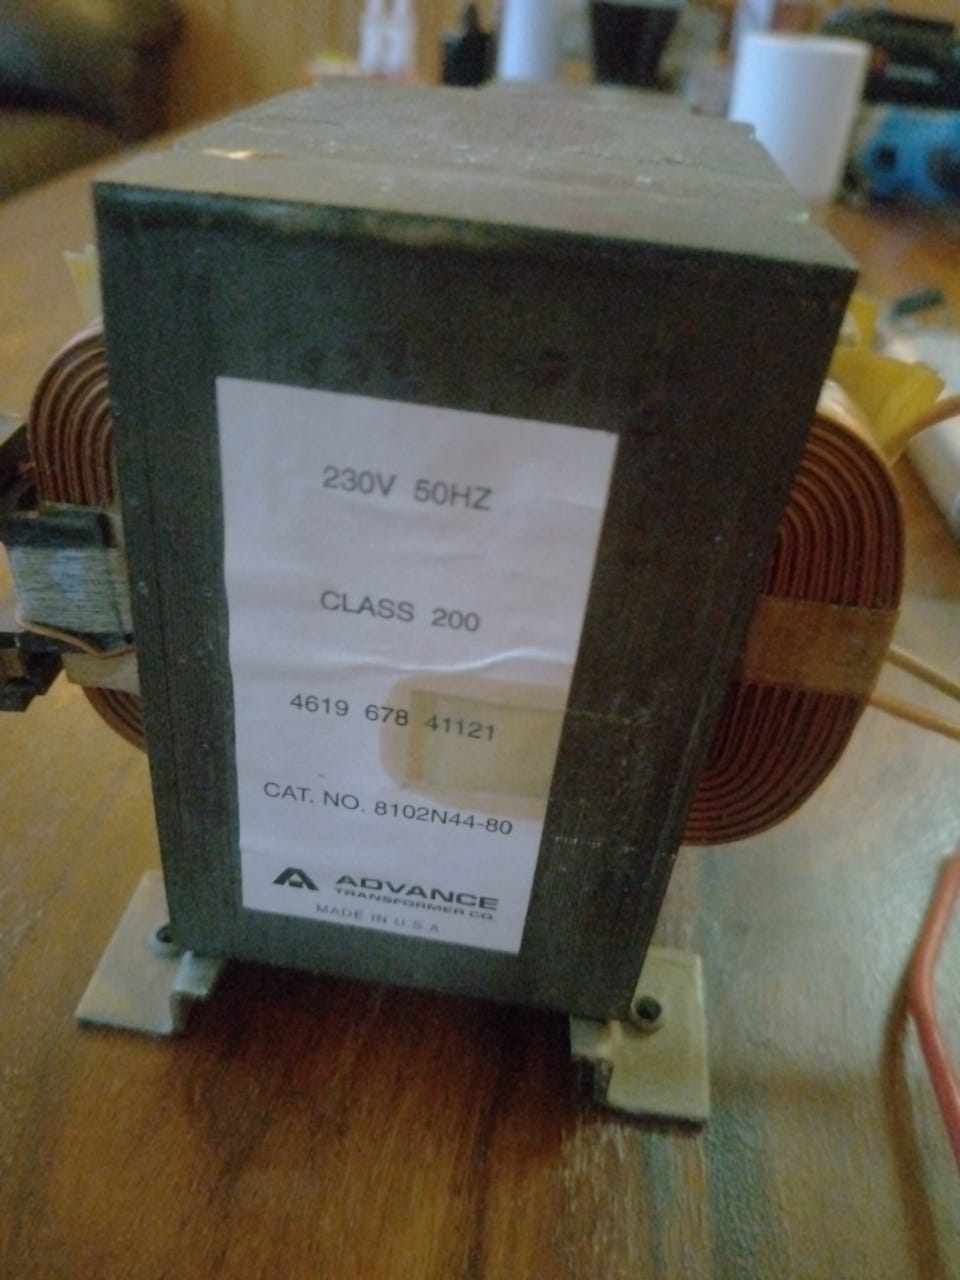 230V 50HZ
CLASS 200
4619 678 41121
CAT. NO. 8102N44-80
ADVANCE
TRANSFORMER CO.
MADE IN U.S.A.